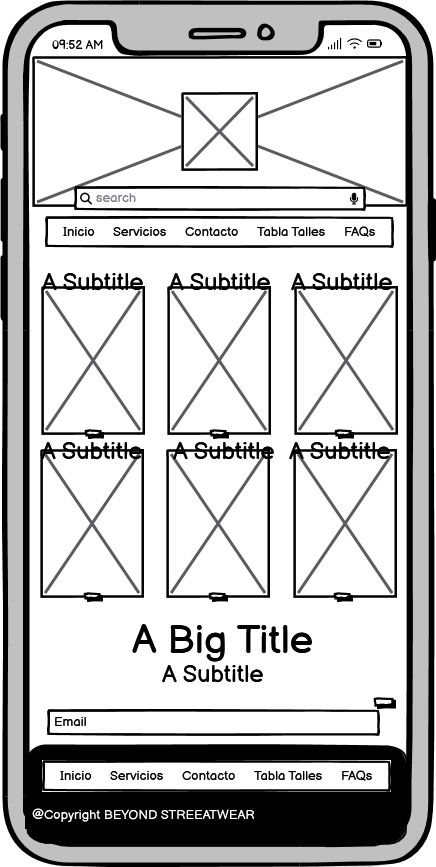 09:52 AM
search
Inicio Servicios Contacto Tabla Talles FAQs
A Subtitle A Subtitle A Subtitle
A Subtitle A Subtitle A Subtitle
A Big Title
A Subtitle
Email
Inicio Servicios Contacto Tabla Talles FAQs
@Copyright BEYOND STREEATWEAR